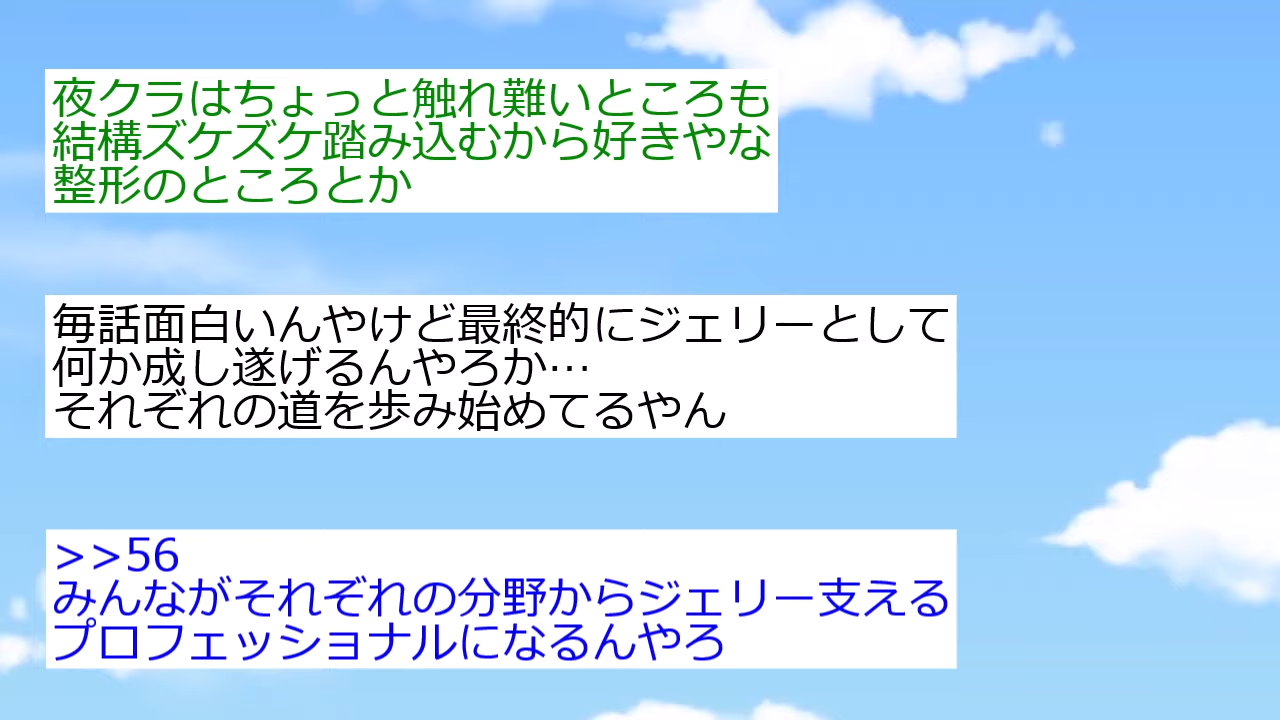 夜クラはちょっと触れ難いところも
結構ズケズケ踏み込むから好きやな
整形のところとか
毎話面白いんやけど最終的にジェリーとして
何か成し遂げるんやろか…
それぞれの道を歩み始めてるやん
>>56
みんながそれぞれの分野からジェリー支える
プロフェッショナルになるんやろ